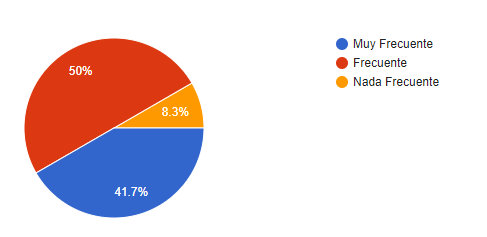 Muy Frecuente
Frecuente
Nada Frecuente
50%
8.3%
41.7%